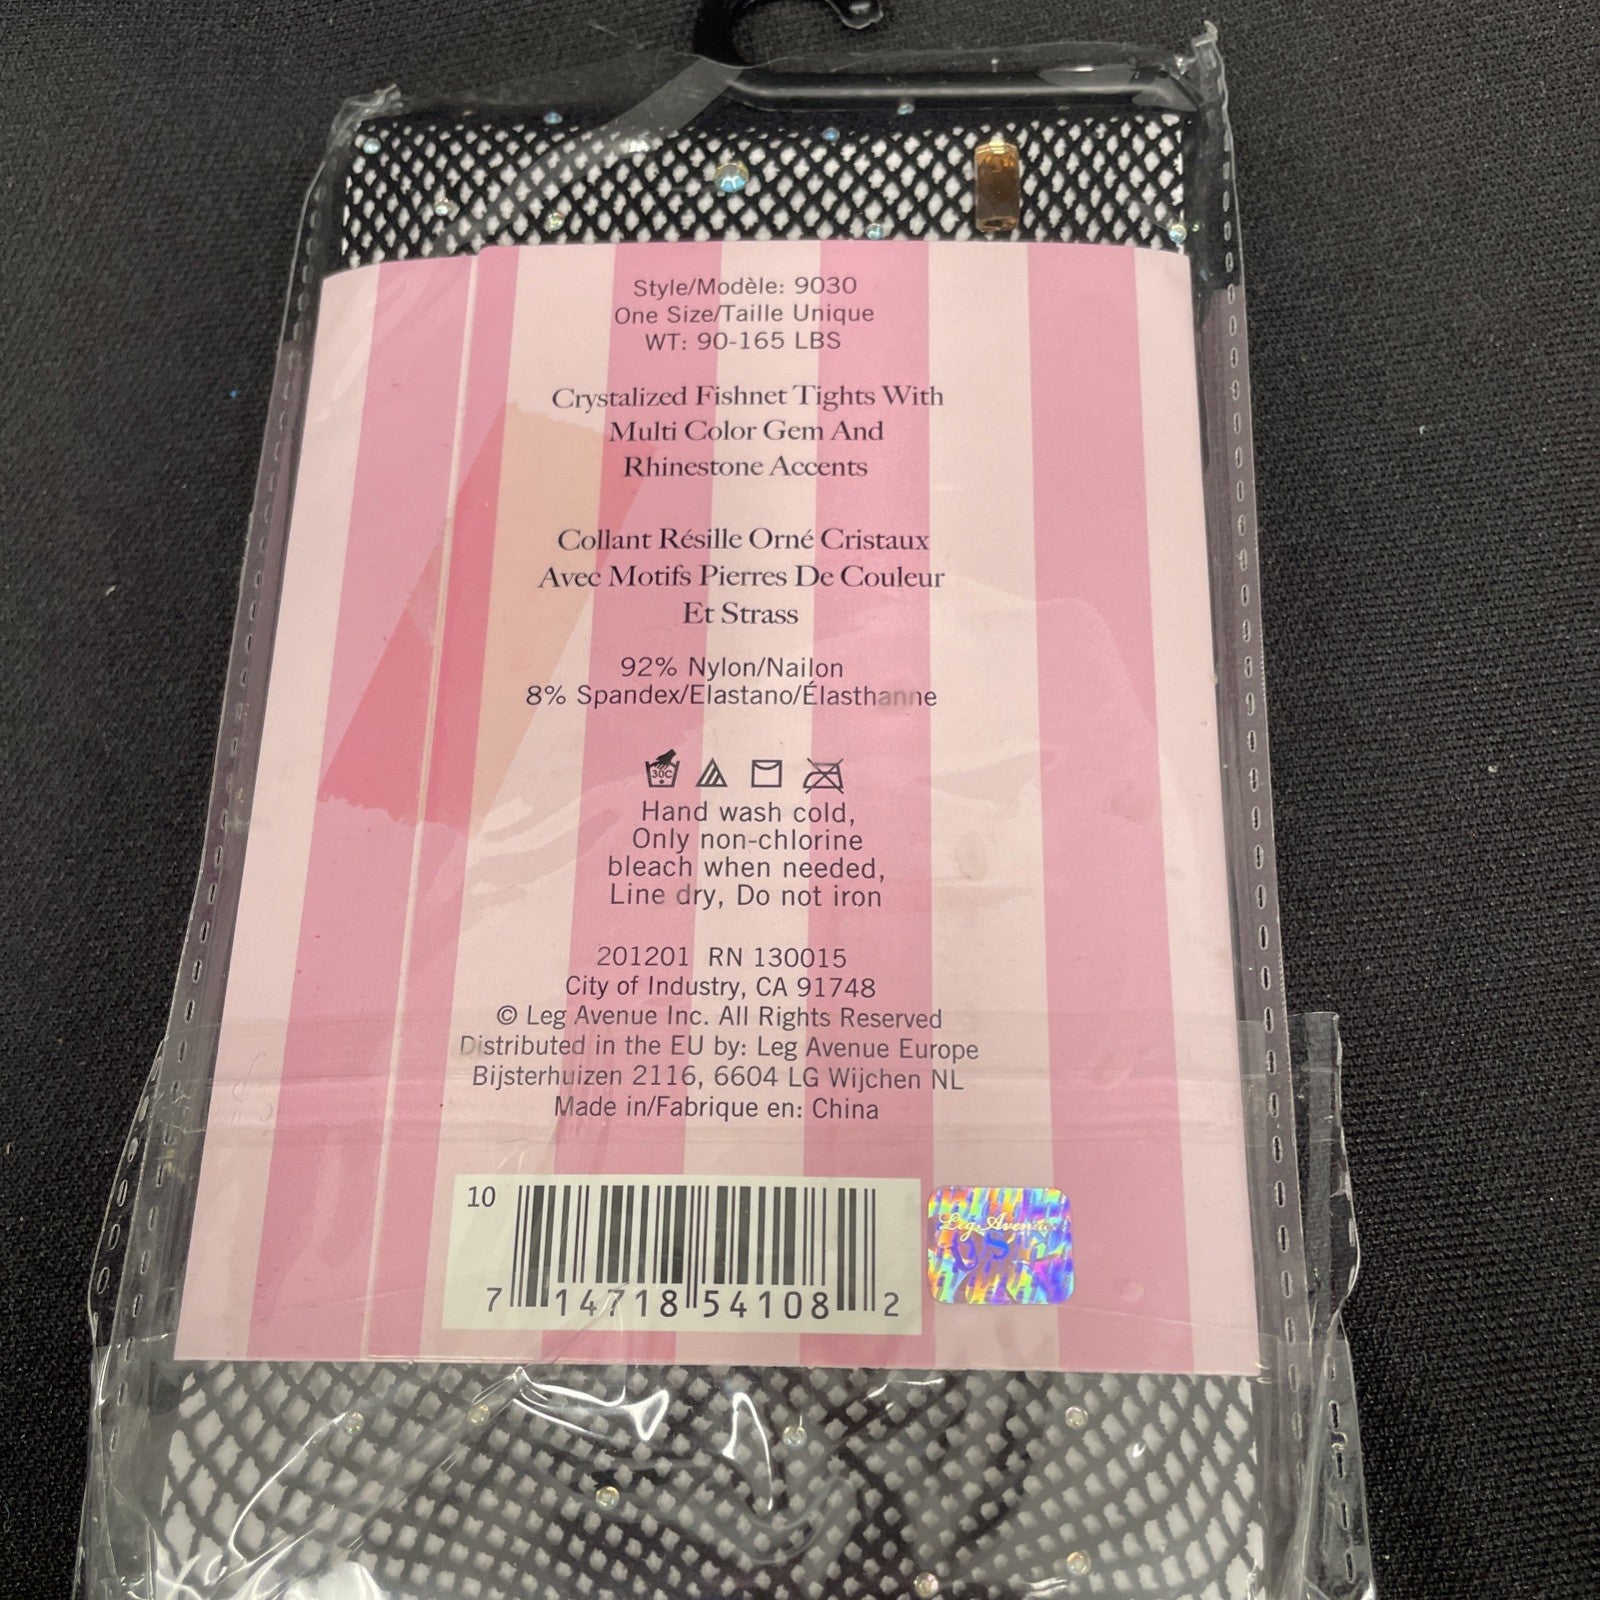 Style/Modèle: 9030
One Size/Taille Unique
WT: 90-165 LBS
Crystalized Fishnet Tights With
Multi Color Gem And
Rhinestone Accents
Collant Résille Orné Cristaux
Avec Motifs Pierres De Couleur
Et Strass
92% Nylon/Nailon
8% Spandex/Elastano/Élasthanne
30C
Hand wash cold,
Only non-chlorine
bleach when needed,
Line dry, Do not iron
201201 RN 130015
City of Industry, CA 91748
© Leg Avenue Inc. All Rights Reserved
Distributed in the EU by: Leg Avenue Europe
Bijsterhuizen 2116, 6604 LG Wijchen NL
Made in/Fabrique en: China
10
7 14718 54108 2
Leg Avenue